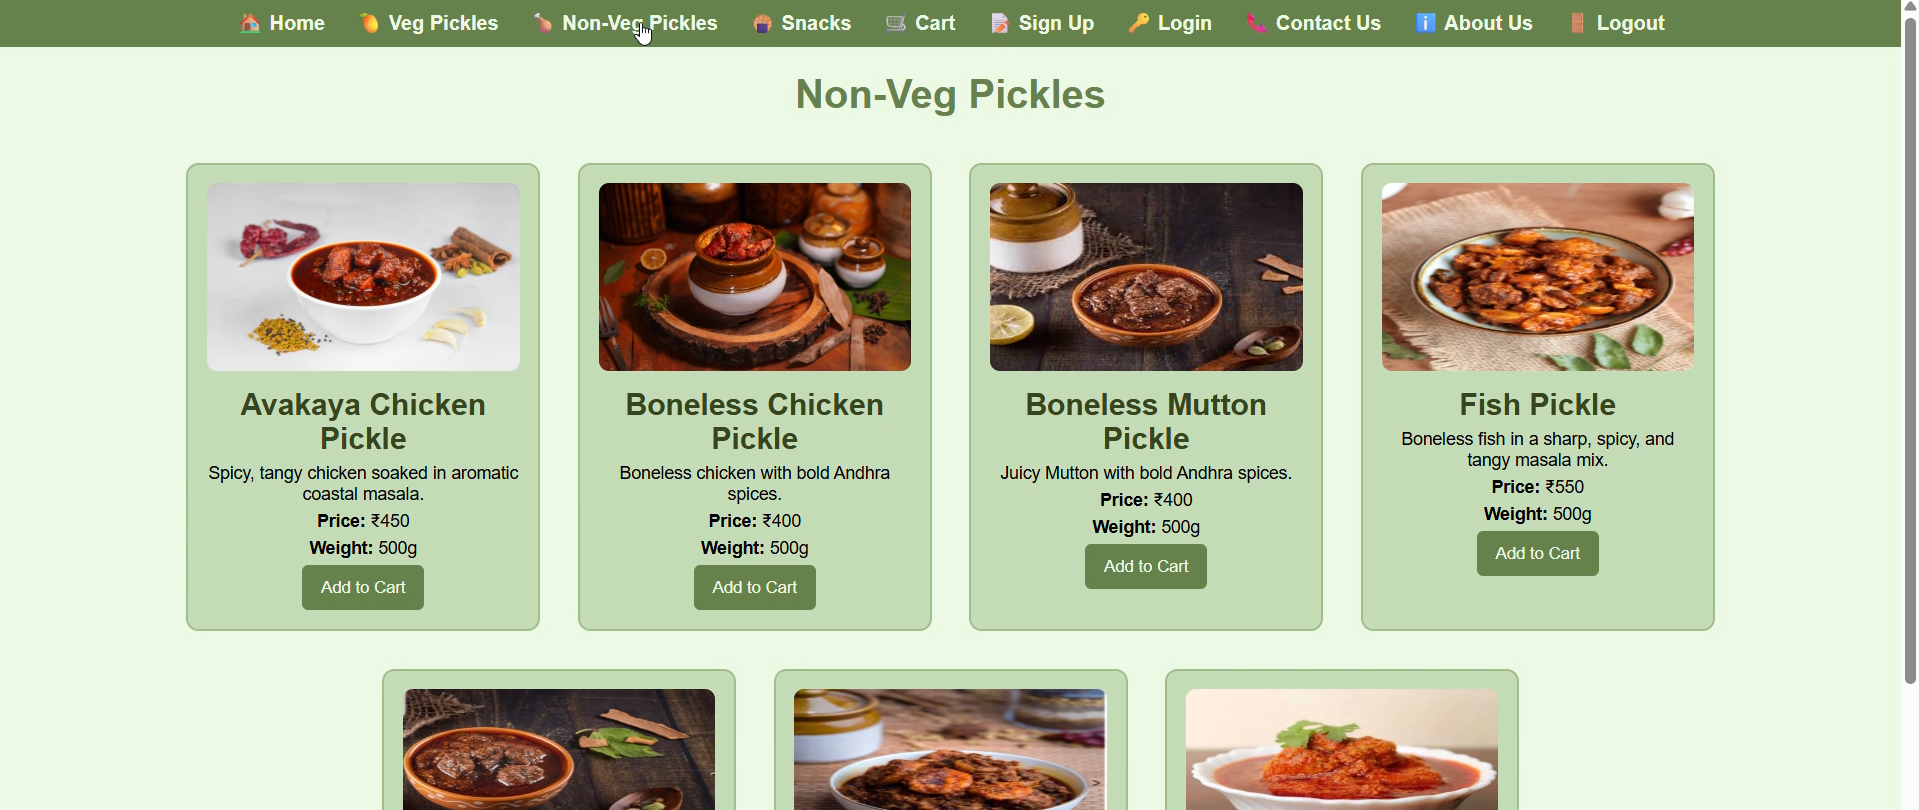 Home Veg Pickles Non-Veg Pickles Snacks Cart Sign Up Login Contact Us About Us Logout
Non-Veg Pickles
Avakaya Chicken
Pickle
Spicy, tangy chicken soaked in aromatic
coastal masala.
Price: ₹450
Weight: 500g
Add to Cart
Boneless Chicken
Pickle
Boneless chicken with bold Andhra
spices.
Price: ₹400
Weight: 500g
Add to Cart
Boneless Mutton
Pickle
Juicy Mutton with bold Andhra spices.
Price: ₹400
Weight: 500g
Add to Cart
Fish Pickle
Boneless fish in a sharp, spicy, and
tangy masala mix.
Price: ₹550
Weight: 500g
Add to Cart